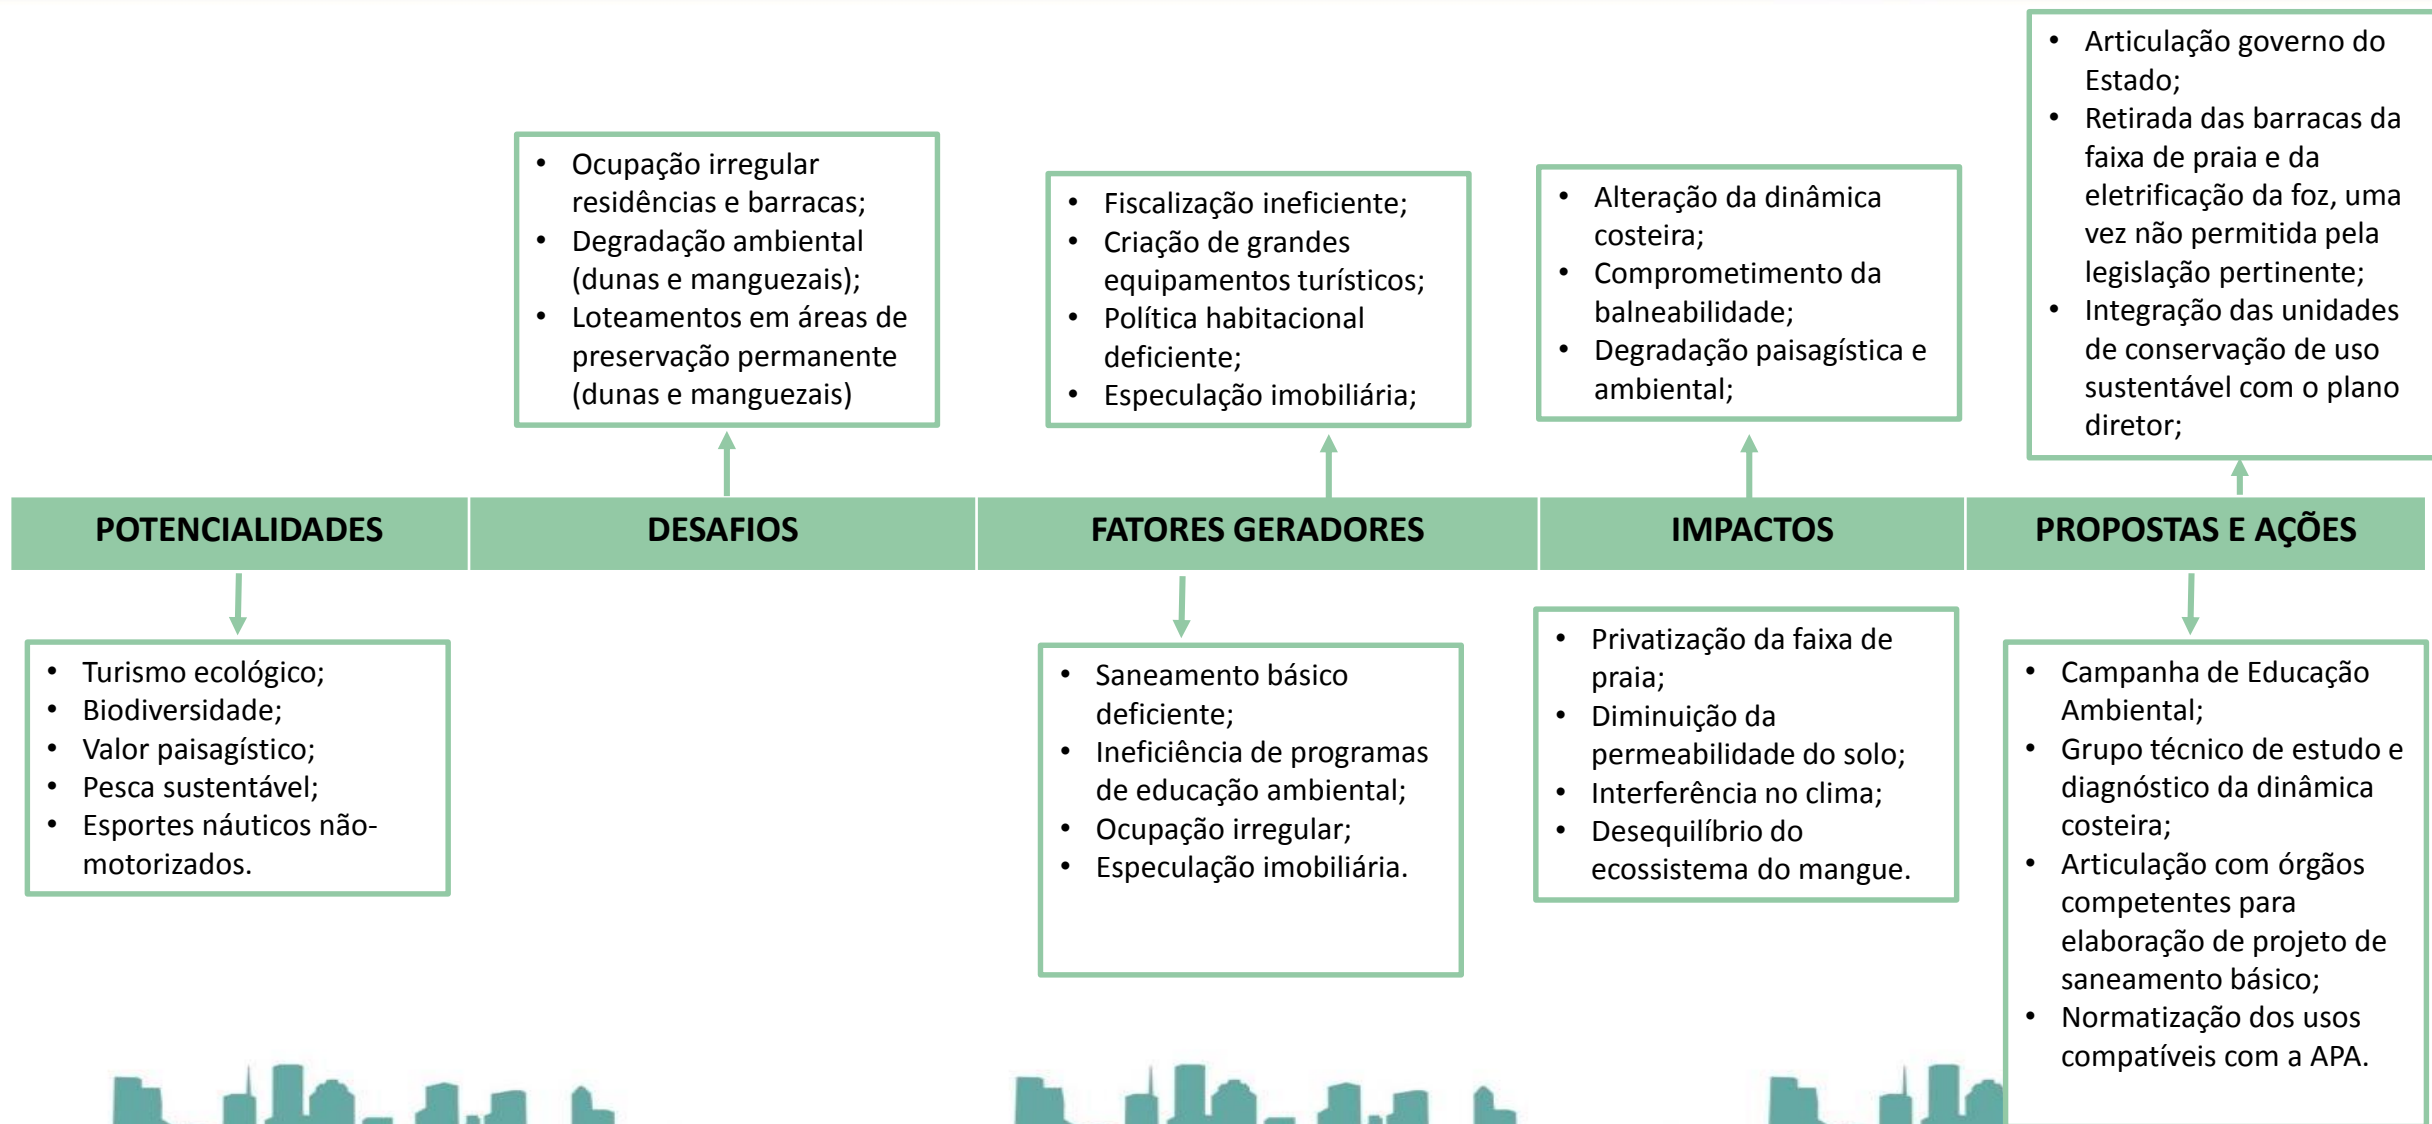 • Ocupação irregular
residências e barracas;
• Degradação ambiental
(dunas e manguezais);
• Loteamentos em áreas de
preservação permanente
(dunas e manguezais)
• Fiscalização ineficiente;
• Criação de grandes
equipamentos turísticos;
• Política habitacional
deficiente;
• Especulação imobiliária;
• Alteração da dinâmica
costeira;
• Comprometimento da
balneabilidade;
• Degradação paisagística e
ambiental;
• Articulação governo do
Estado;
• Retirada das barracas da
faixa de praia e da
eletrificação da foz, uma
vez não permitida pela
legislação pertinente;
• Integração das unidades
de conservação de uso
sustentável com o plano
diretor;
POTENCIALIDADES
DESAFIOS
FATORES GERADORES
IMPACTOS
PROPOSTAS E AÇÕES
• Turismo ecológico;
• Biodiversidade;
• Valor paisagístico;
• Pesca sustentável;
• Esportes náuticos não-
motorizados.
• Saneamento básico
deficiente;
• Ineficiência de programas
de educação ambiental;
• Ocupação irregular;
• Especulação imobiliária.
• Privatização da faixa de
praia;
• Diminuição da
permeabilidade do solo;
• Interferência no clima;
• Desequilíbrio do
ecossistema do mangue.
• Campanha de Educação
Ambiental;
• Grupo técnico de estudo e
diagnóstico da dinâmica
costeira;
• Articulação com órgãos
competentes para
elaboração de projeto de
saneamento básico;
• Normatização dos usos
compatíveis com a APA.